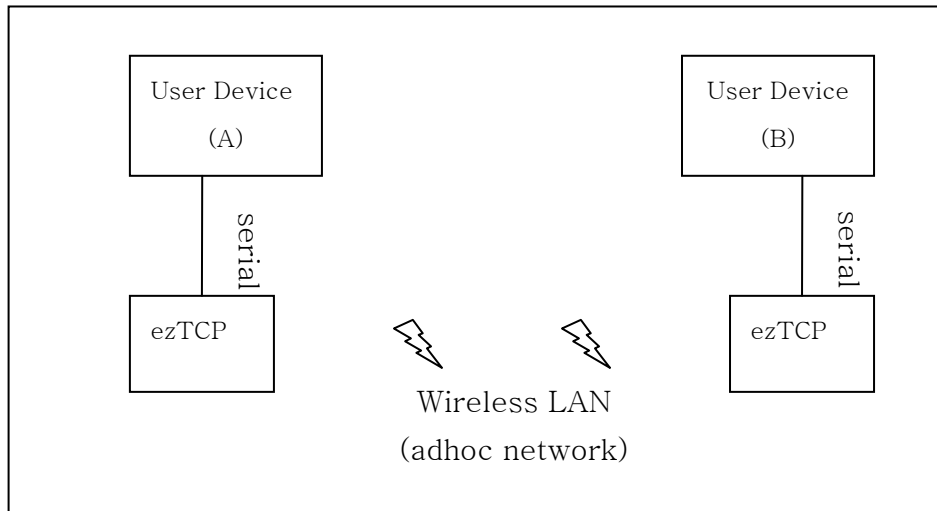 User Device
(A)
User Device
(B)
serial
serial
ezTCP
ezTCP
Wireless LAN
(adhoc network)